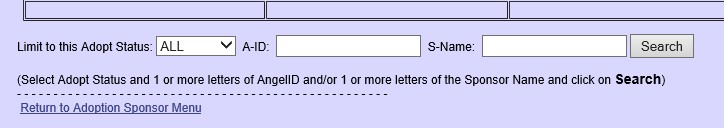 Limit to this Adopt Status: ALL A-ID: S-Name: Search
(Select Adopt Status and 1 or more letters of AngelID and/or 1 or more letters of the Sponsor Name and click on Search)
- - - - - - - - - - - - - - - - - - - - - - - - - - - - - - - - - - - - - - - - - - - - - - - - - - - -
Return to Adoption Sponsor Menu